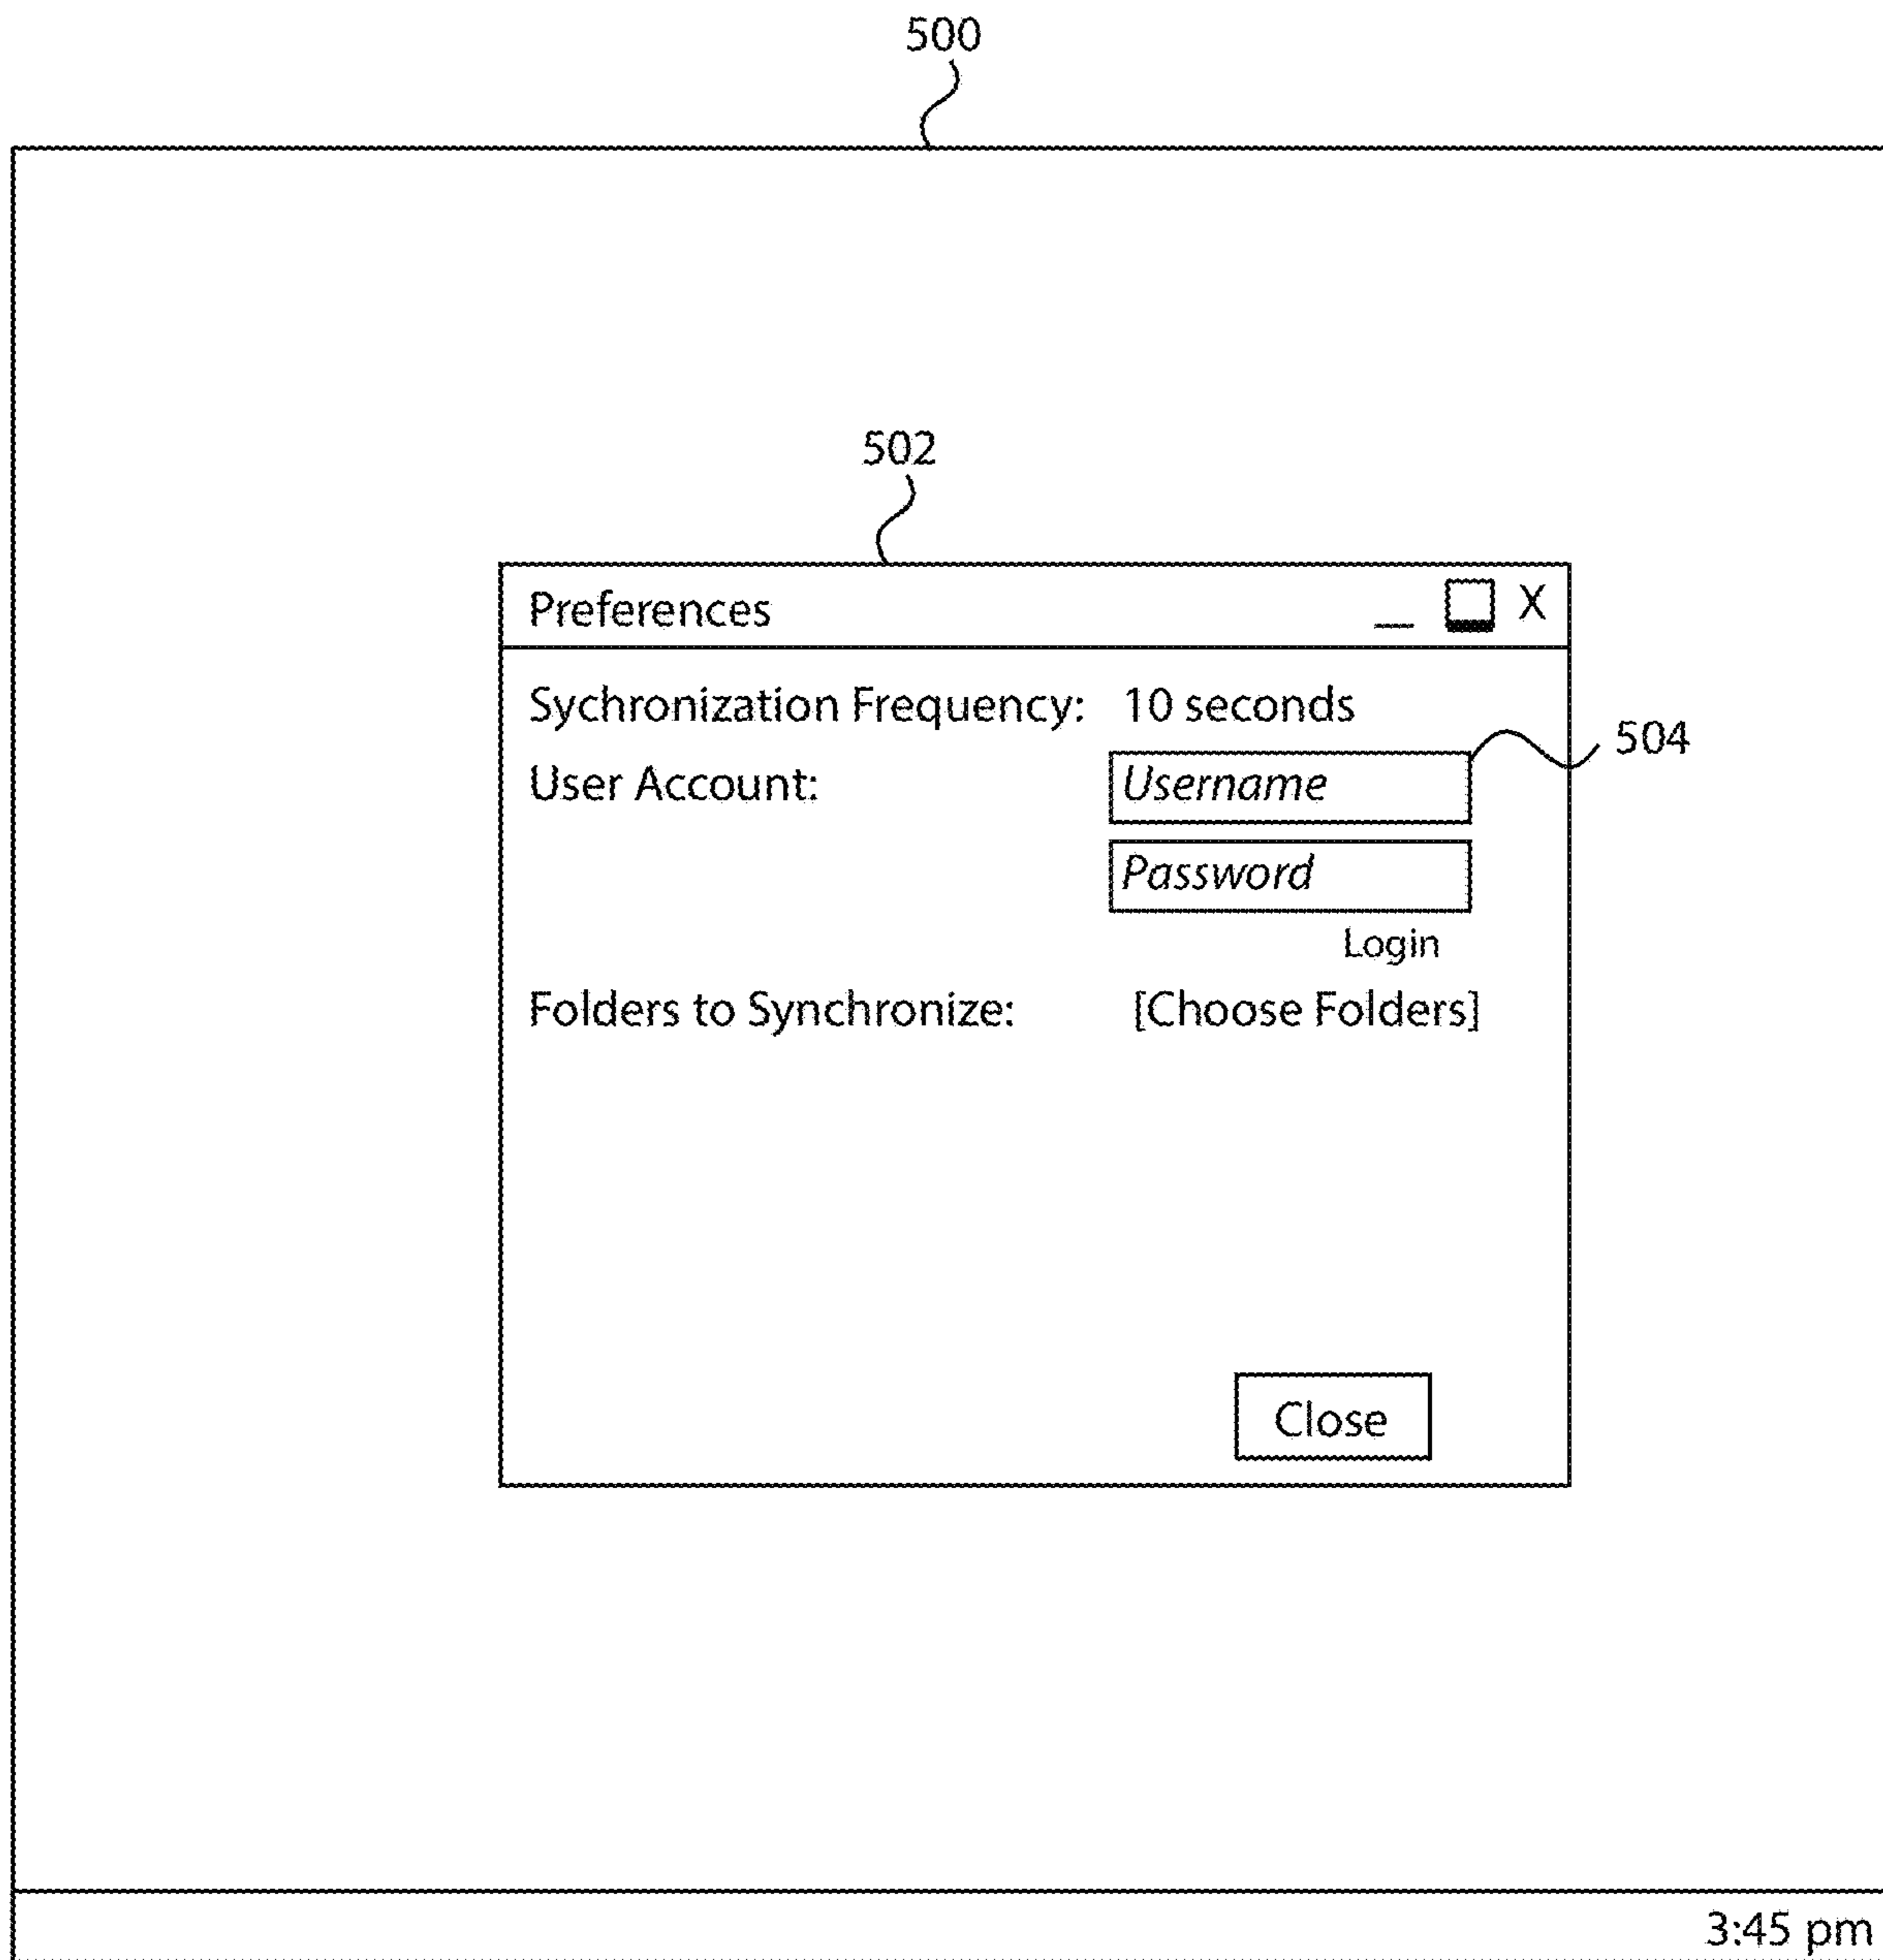 500
502
Preferences _ X
Sychronization Frequency: 10 seconds
504
User Account: Username
Password
Login
Folders to Synchronize: [Choose Folders]
Close
3:45 pm